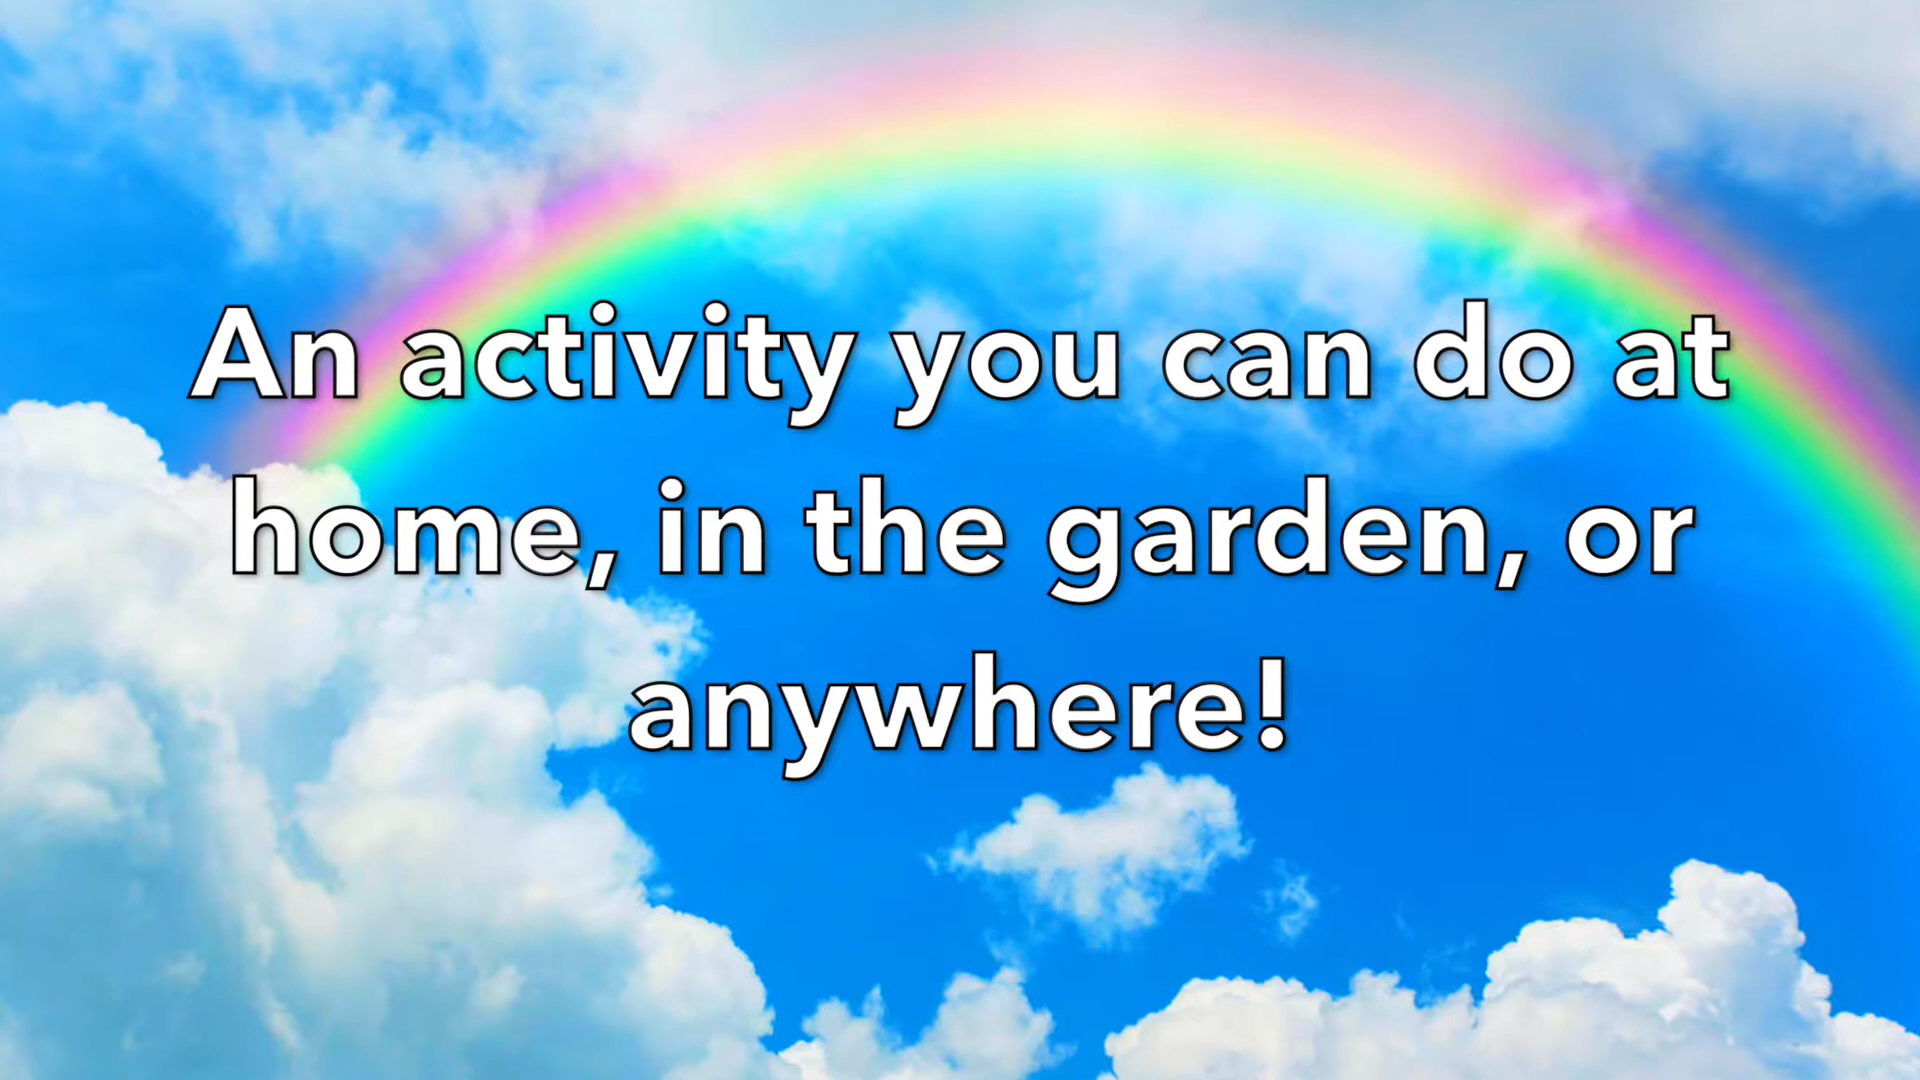 An activity you can do at
home, in the garden, or
anywhere!